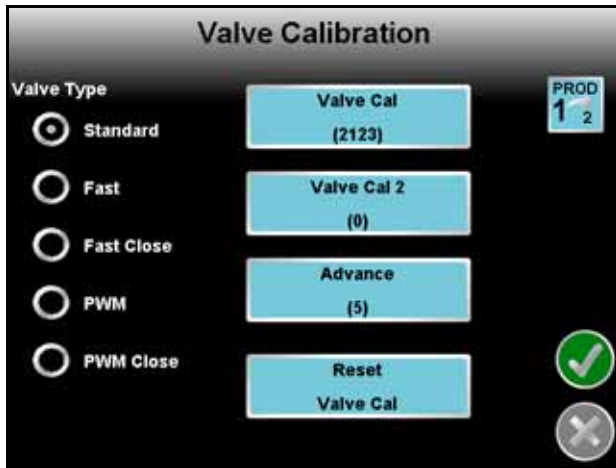 Valve Calibration
Valve Type
Standard
Fast
Fast Close
PWM
PWM Close
Valve Cal
(2123)
Valve Cal 2
(0)
Advance
(5)
Reset
Valve Cal
PROD
1 2